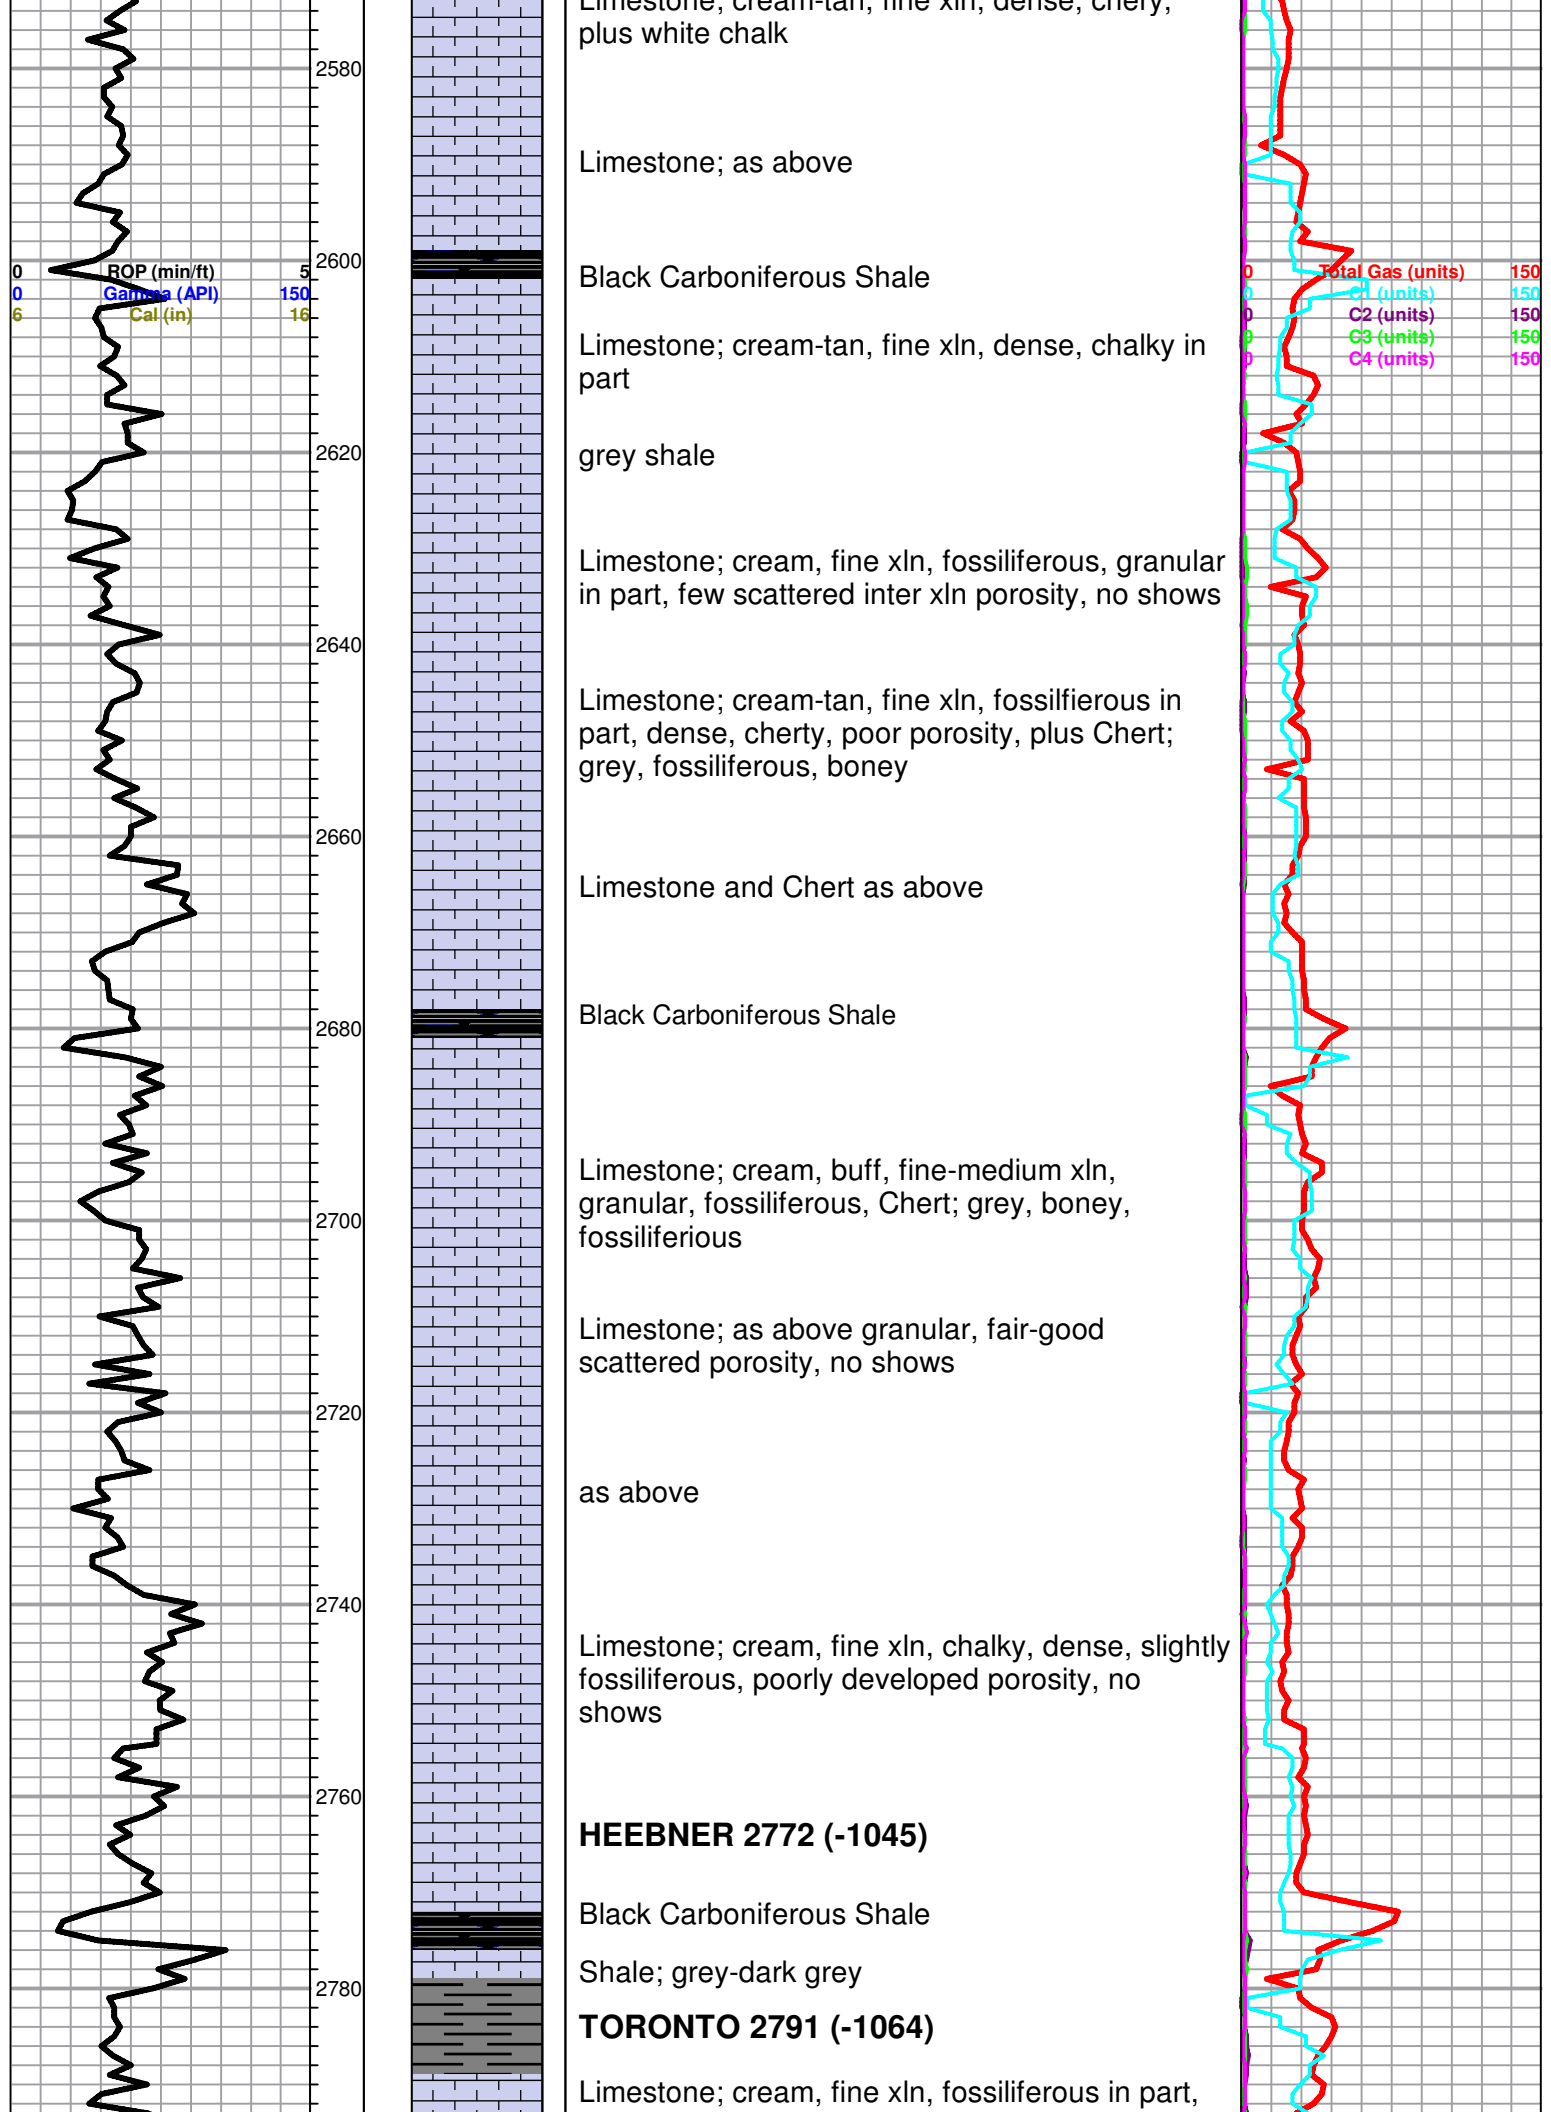 Limestone; cream-tan, fine xln, dense, chery,
plus white chalk
2580
Limestone; as above
2600
Black Carboniferous Shale
0 ROP (min/ft) 5
0 Gamma (API) 150
6 Cal (in) 16
0 Total Gas (units) 150
0 C1 (units) 150
0 C2 (units) 150
0 C3 (units) 150
0 C4 (units) 150
Limestone; cream-tan, fine xln, dense, chalky in
part
2620
grey shale
Limestone; cream, fine xln, fossiliferous, granular
in part, few scattered inter xln porosity, no shows
2640
Limestone; cream-tan, fine xln, fossilfierous in
part, dense, cherty, poor porosity, plus Chert;
grey, fossiliferous, boney
2660
Limestone and Chert as above
Black Carboniferous Shale
2680
Limestone; cream, buff, fine-medium xln,
granular, fossiliferous, Chert; grey, boney,
fossiliferious
2700
Limestone; as above granular, fair-good
scattered porosity, no shows
2720
as above
2740
Limestone; cream, fine xln, chalky, dense, slightly
fossiliferous, poorly developed porosity, no
shows
2760
HEEBNER 2772 (-1045)
Black Carboniferous Shale
Shale; grey-dark grey
2780
TORONTO 2791 (-1064)
Limestone; cream, fine xln, fossiliferous in part,